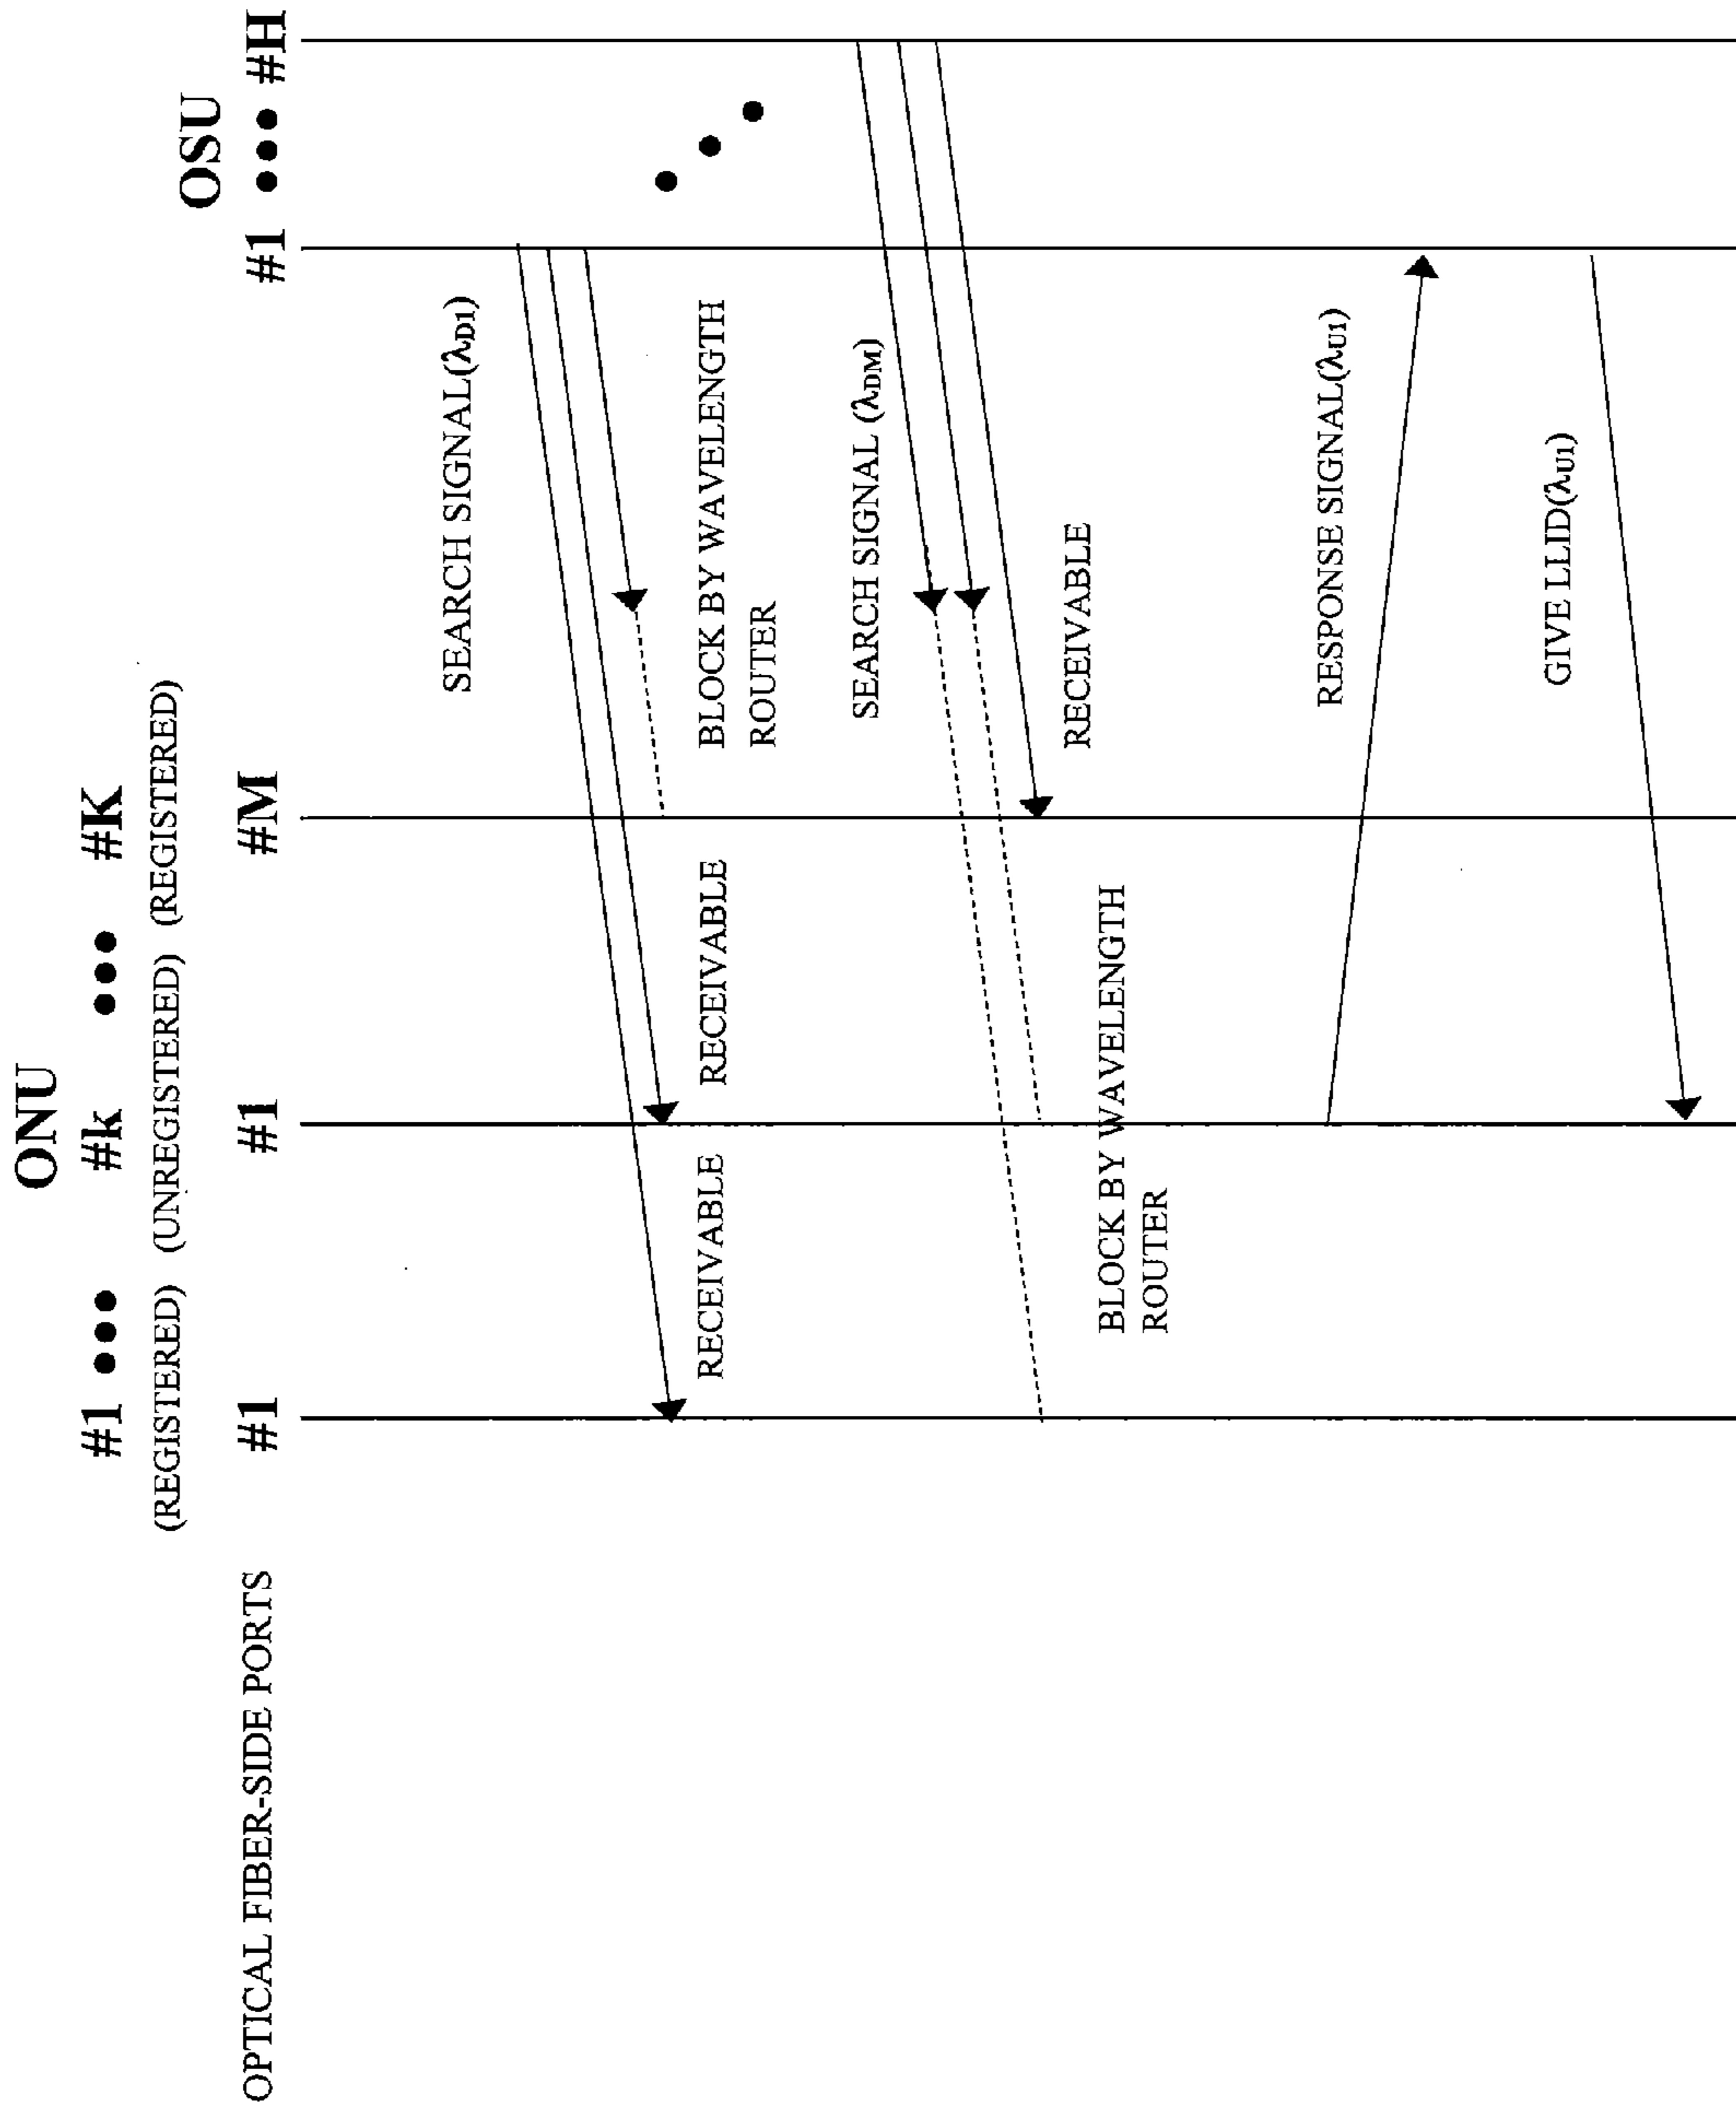 ONU
#1 ••• #k ••• #K
(REGISTERED) (UNREGISTERED) (REGISTERED)
OSU
OPTICAL FIBER-SIDE PORTS #1 #1 #M #1 ••• #H
SEARCH SIGNAL(λD1)
RECEIVABLE RECEIVABLE BLOCK BY WAVELENGTH
ROUTER
SEARCH SIGNAL (λDM)
RECEIVABLE
BLOCK BY WAVELENGTH
ROUTER
RESPONSE SIGNAL(λU1)
GIVE LLID(λU1)